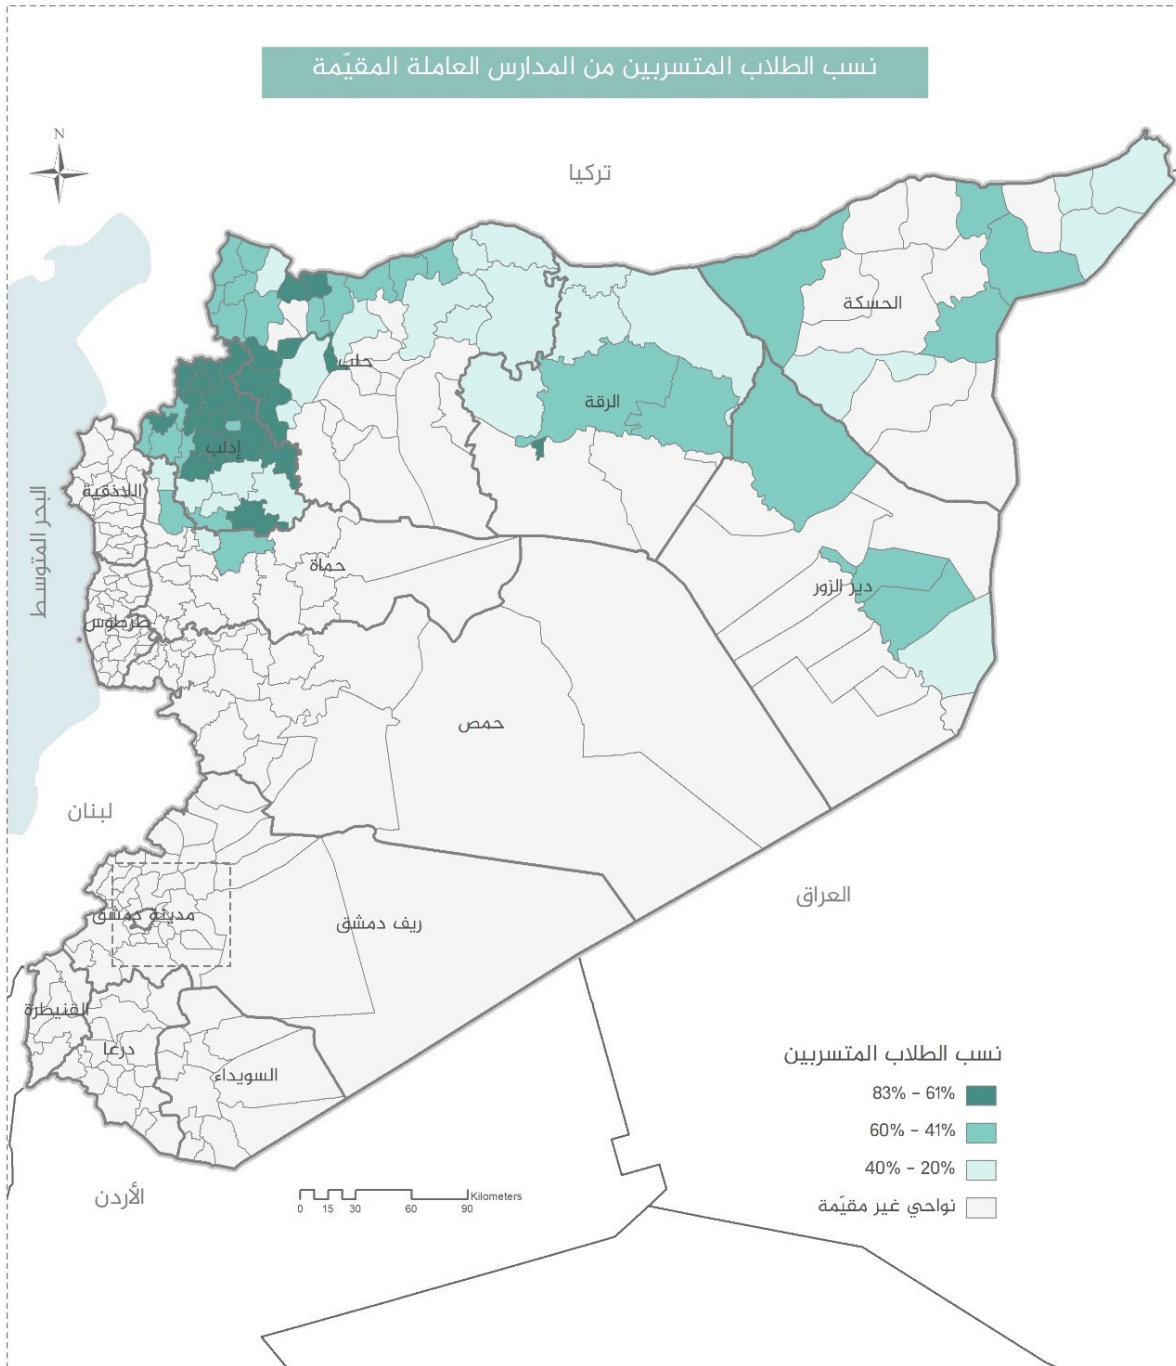 نسب الطلاب المتسربين من المدارس العاملة المقيّمة
N
تركيا
الحسكة
حلب
الرقة
إدلب
اللاذقية
البحر المتوسط
حماة
دير الزور
طرطوس
حمص
لبنان
العراق
مدينة دمشق
ريف دمشق
القنيطرة
درعا
السويداء
نسب الطلاب المتسربين
83% - 61%
60% - 41%
40% - 20%
نواحي غير مقيّمة
الأردن
Kilometers
0 15 30 60 90